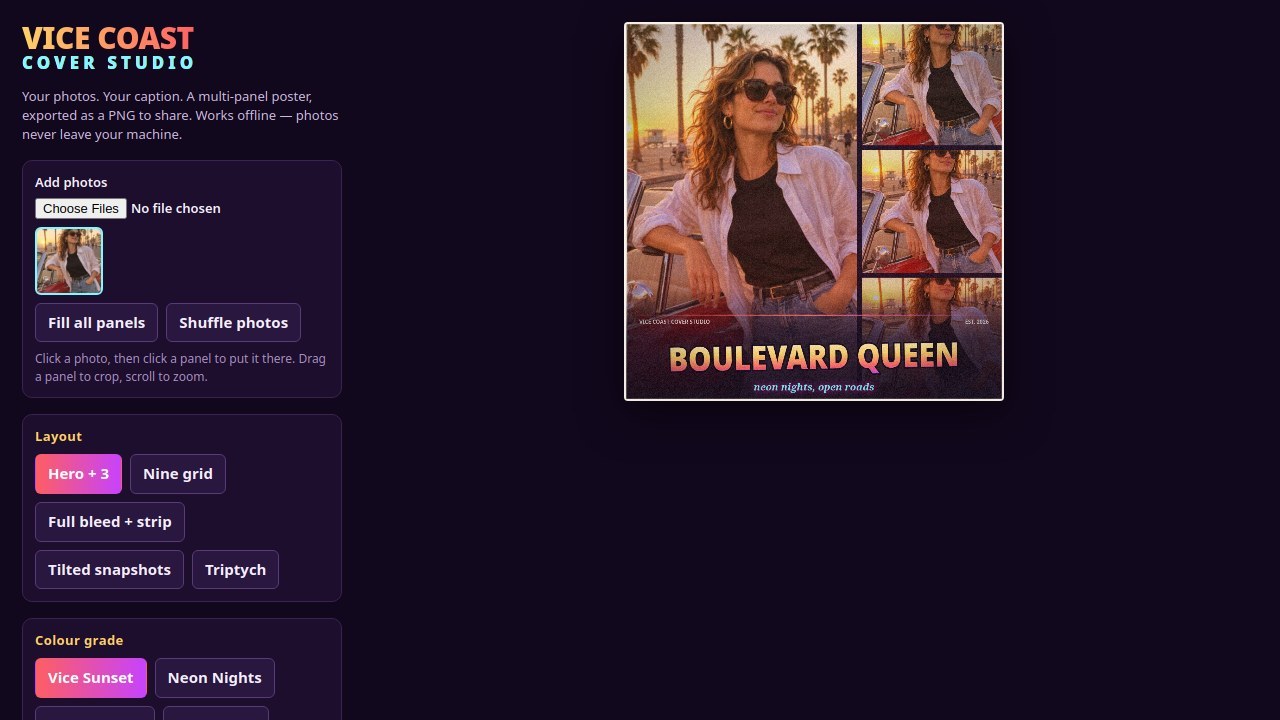 VICE COAST
COVER STUDIO
Your photos. Your caption. A multi-panel poster,
exported as a PNG to share. Works offline — photos
never leave your machine.
Add photos
Choose Files No file chosen
Fill all panels
Shuffle photos
Click a photo, then click a panel to put it there. Drag
a panel to crop, scroll to zoom.
Layout
Hero + 3
Nine grid
Full bleed + strip
Tilted snapshots
Triptych
Colour grade
Vice Sunset
Neon Nights
VICE COAST COVER STUDIO
EST. 2026
BOULEVARD QUEEN
neon nights, open roads